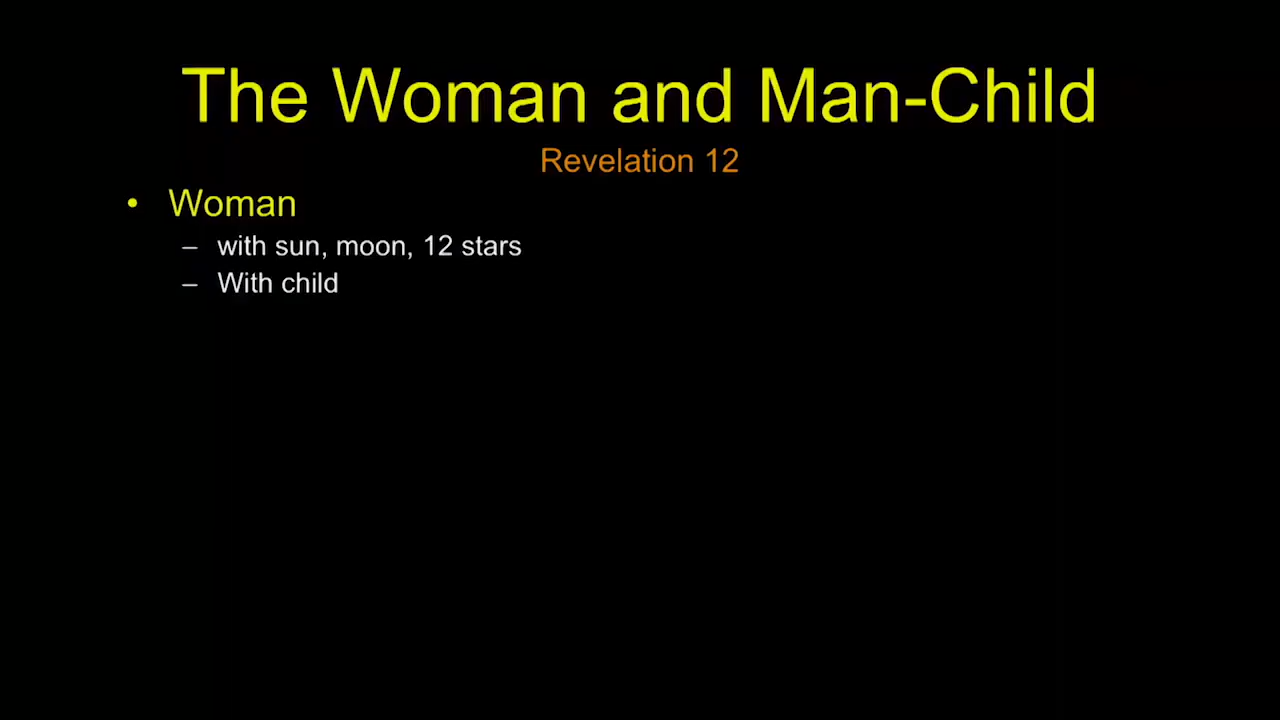 The Woman and Man-Child
Revelation 12
• Woman
– with sun, moon, 12 stars
– With child